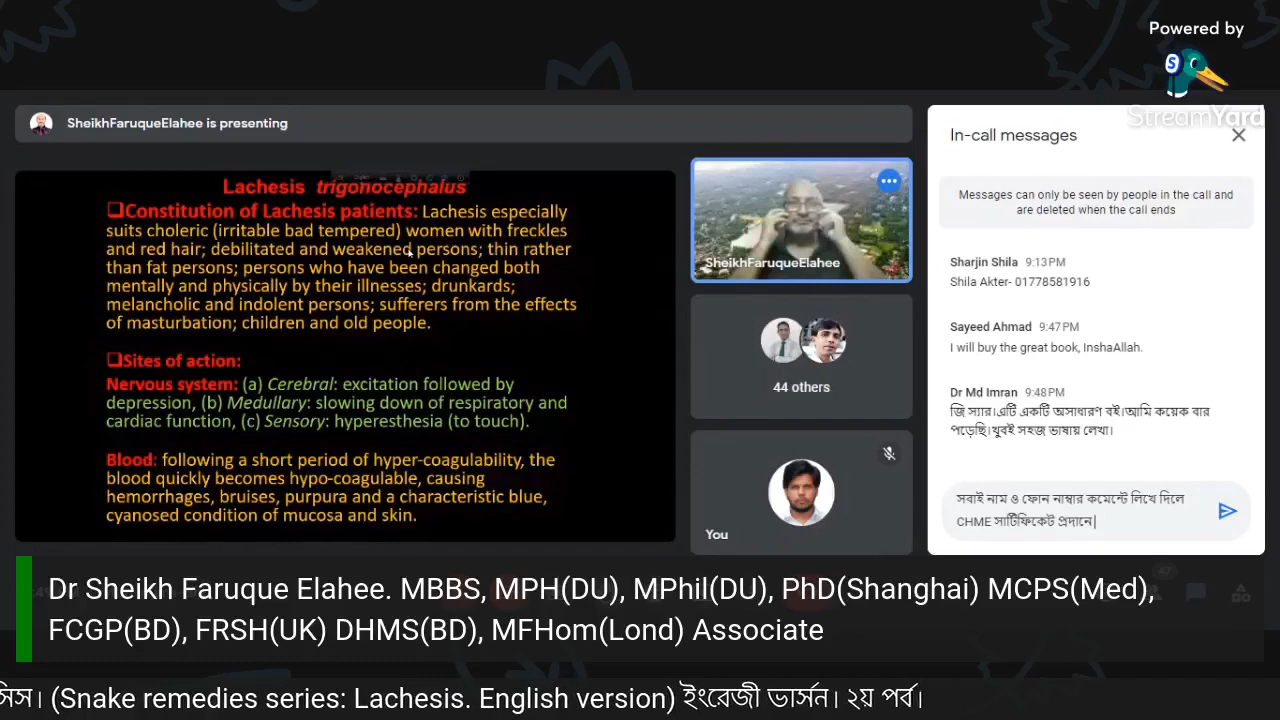 Powered by
StreamYard
SheikhFaruqueElahee is presenting
Lachesis trigonocephalus
❑Constitution of Lachesis patients: Lachesis especially
suits choleric (irritable bad tempered) women with freckles
and red hair; debilitated and weakened persons; thin rather
than fat persons; persons who have been changed both
mentally and physically by their illnesses; drunkards;
melancholic and indolent persons; sufferers from the effects
of masturbation; children and old people.
❑Sites of action:
Nervous system: (a) Cerebral: excitation followed by
depression, (b) Medullary: slowing down of respiratory and
cardiac function, (c) Sensory: hyperesthesia (to touch).
Blood: following a short period of hyper-coagulability, the
blood quickly becomes hypo-coagulable, causing
hemorrhages, bruises, purpura and a characteristic blue,
cyanosed condition of mucosa and skin.
SheikhFaruqueElahee
44 others
You
In-call messages
Messages can only be seen by people in the call and
are deleted when the call ends
Sharjin Shila 9:13PM
Shila Akter- 01778581916
Sayeed Ahmad 9:47PM
I will buy the great book, InshaAllah.
Dr Md Imran 9:48PM
জি স্যার।এটি একটি অসাধারণ বই।আমি কয়েক বার
পড়েছি।খুবই সহজ ভাষায় লেখা।
সবাই নাম ও ফোন নাম্বার কমেন্টে লিখে দিলে
CHME সার্টিফিকেট প্রদানে
Dr Sheikh Faruque Elahee. MBBS, MPH(DU), MPhil(DU), PhD(Shanghai) MCPS(Med),
FCGP(BD), FRSH(UK) DHMS(BD), MFHom(Lond) Associate
সিস। (Snake remedies series: Lachesis. English version) ইংরেজী ভার্সন। ২য় পর্ব।